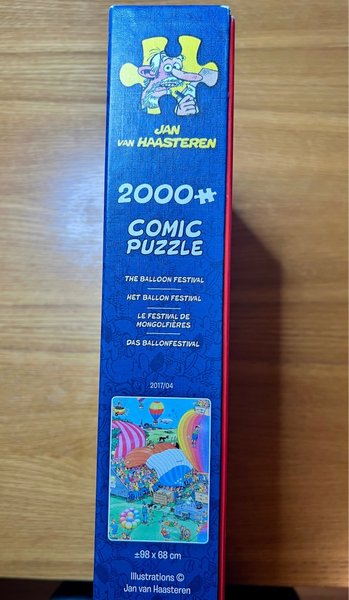 JAN
VAN HAASTEREN
2000
COMIC
PUZZLE
THE BALLOON FESTIVAL
HET BALLON FESTIVAL
LE FESTIVAL DE
MONGOLFIÈRES
DAS BALLONFESTIVAL
2017/04
±98 x 68 cm
Illustrations ©
Jan van Haasteren